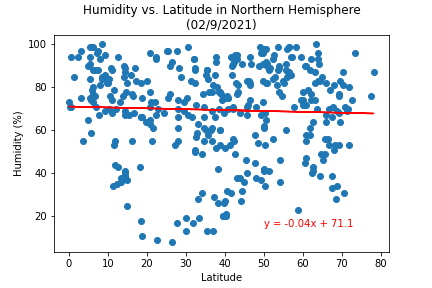 Humidity vs. Latitude in Northern Hemisphere
(02/9/2021)
100
80
60
40
20
Humidity (%)
y = -0.04x + 71.1
0 10 20 30 40 50 60 70 80
Latitude